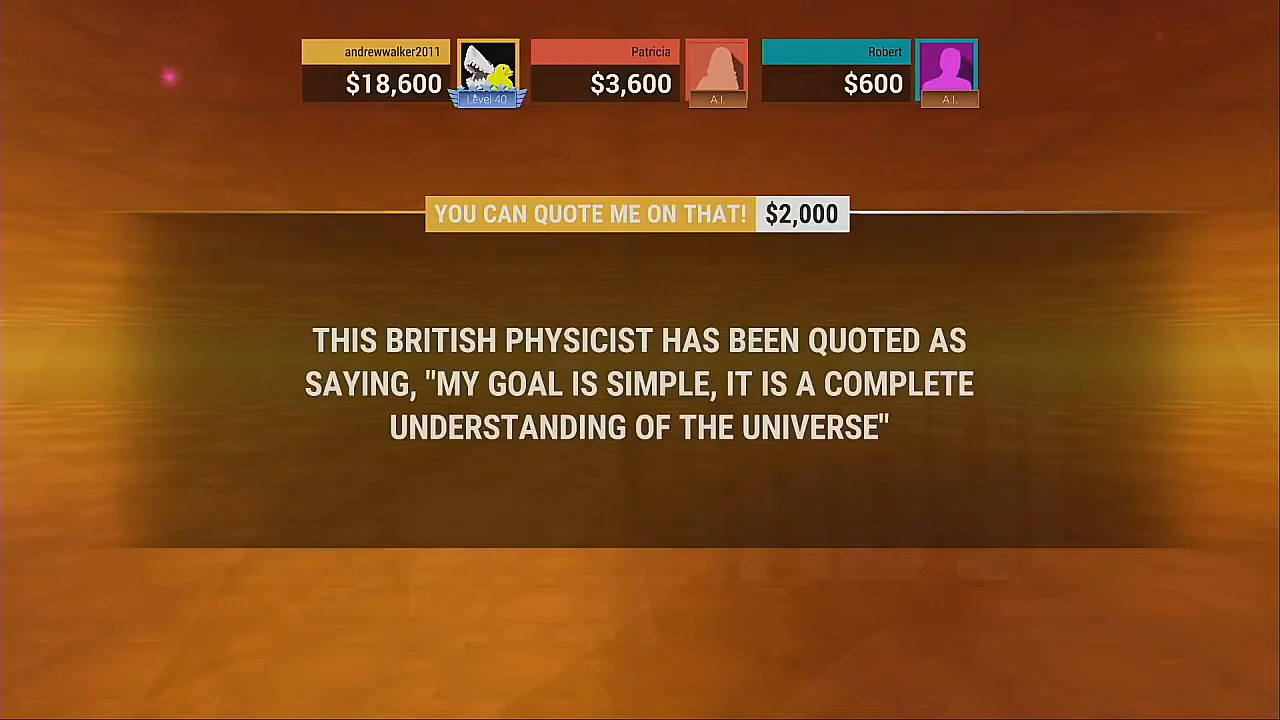 andrewwalker2011
$18,600
Level 40
Patricia
$3,600
A.I.
Robert
$600
A.I.
YOU CAN QUOTE ME ON THAT! $2,000
THIS BRITISH PHYSICIST HAS BEEN QUOTED AS
SAYING, "MY GOAL IS SIMPLE, IT IS A COMPLETE
UNDERSTANDING OF THE UNIVERSE"